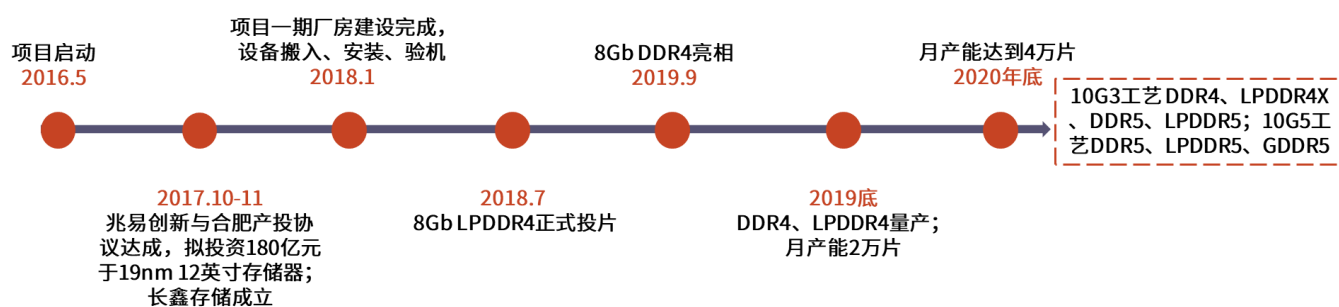 项目启动
2016.5
2017.10-11
兆易创新与合肥产投协
议达成，拟投资180亿元
于19nm 12英寸存储器；
长鑫存储成立
项目一期厂房建设完成，
设备搬入、安装、验机
2018.1
2018.7
8Gb LPDDR4正式投片
8Gb DDR4亮相
2019.9
2019底
DDR4、LPDDR4量产；
月产能2万片
月产能达到4万片
2020年底
10G3工艺DDR4、LPDDR4X
、DDR5、LPDDR5；10G5工
艺DDR5、LPDDR5、GDDR5